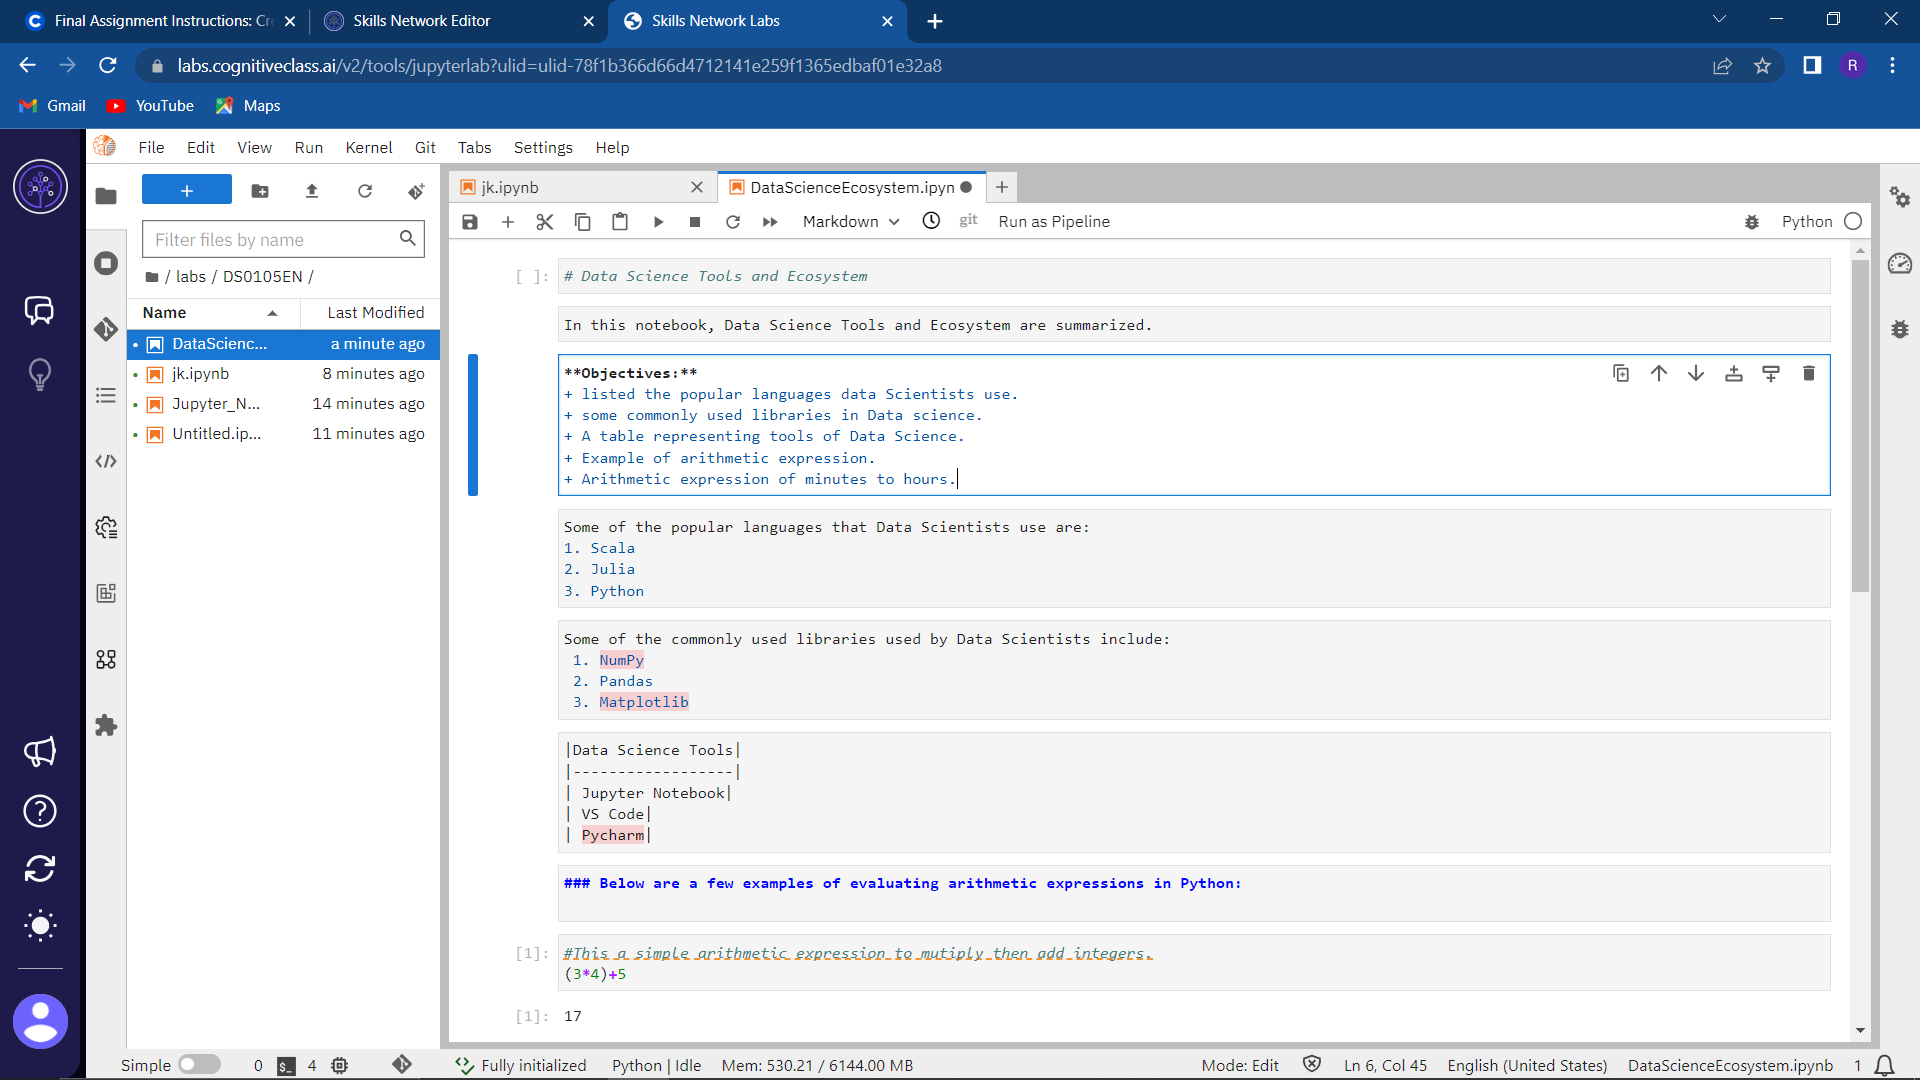 Final Assignment Instructions: Cr
Skills Network Editor
Skills Network Labs
labs.cognitiveclass.ai/v2/tools/jupyterlab?ulid=ulid-78f1b366d66d4712141e259f1365edbaf01e32a8
R
Gmail
YouTube
Maps
File
Edit
View
Run
Kernel
Git
Tabs
Settings
Help
Filter files by name
/ labs / DS0105EN /
Name
Last Modified
DataScienc...
a minute ago
jk.ipynb
8 minutes ago
Jupyter_N...
14 minutes ago
Untitled.ip...
11 minutes ago
jk.ipynb
DataScienceEcosystem.ipyn
Markdown
git
Run as Pipeline
Python
[ ]:
# Data Science Tools and Ecosystem
In this notebook, Data Science Tools and Ecosystem are summarized.
**Objectives:**
+ listed the popular languages data Scientists use.
+ some commonly used libraries in Data science.
+ A table representing tools of Data Science.
+ Example of arithmetic expression.
+ Arithmetic expression of minutes to hours.
Some of the popular languages that Data Scientists use are:
1. Scala
2. Julia
3. Python
Some of the commonly used libraries used by Data Scientists include:
1. NumPy
2. Pandas
3. Matplotlib
|Data Science Tools|
|------------------|
| Jupyter Notebook|
| VS Code|
| Pycharm|
### Below are a few examples of evaluating arithmetic expressions in Python:
[1]:
#This a simple arithmetic expression to mutiply then add integers.
(3*4)+5
[1]:
17
Simple
0
4
Fully initialized
Python | Idle
Mem: 530.21 / 6144.00 MB
Mode: Edit
Ln 6, Col 45
English (United States)
DataScienceEcosystem.ipynb
1